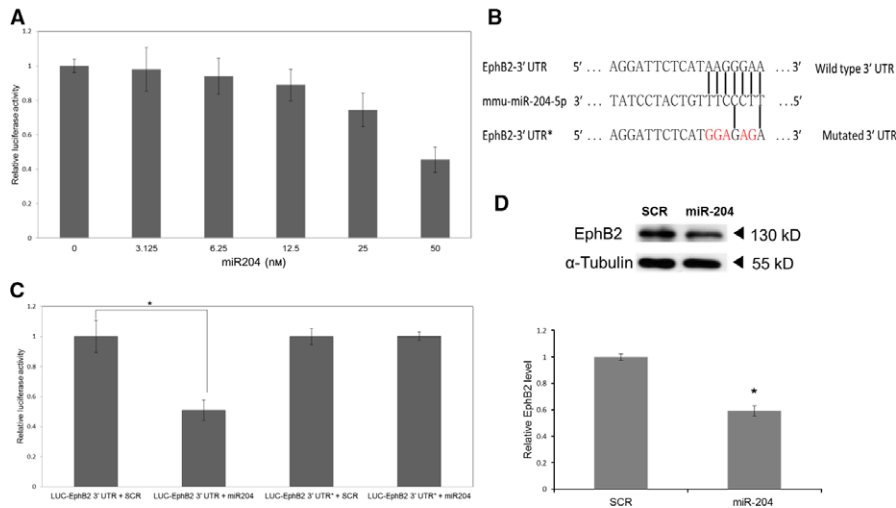 A
Relative luciferase activity
1.2
1
0.8
0.6
0.4
0.2
0
0 3.125 6.25 12.5 25 50
miR204 (nM)
B
EphB2-3' UTR 5' ... AGGATTCTCATAAGGGAA ... 3' Wild type 3' UTR
mmu-miR-204-5p 3' ... TATCCTACTGTTTCCCTT ... 5'
EphB2-3' UTR* 5' ... AGGATTCTCATGGAGAGA ... 3' Mutated 3' UTR
C
Relative luciferase activity
1.2
1
0.8
0.6
0.4
0.2
0
*
LUC-EphB2 3' UTR + SCR LUC-EphB2 3' UTR + miR204 LUC-EphB2 3' UTR* + SCR LUC-EphB2 3' UTR* + miR204
D
SCR miR-204
EphB2 ◀ 130 kD
α-Tubulin ◀ 55 kD
Relative EphB2 level
1.2
1
0.8
0.6
0.4
0.2
0
*
SCR miR-204